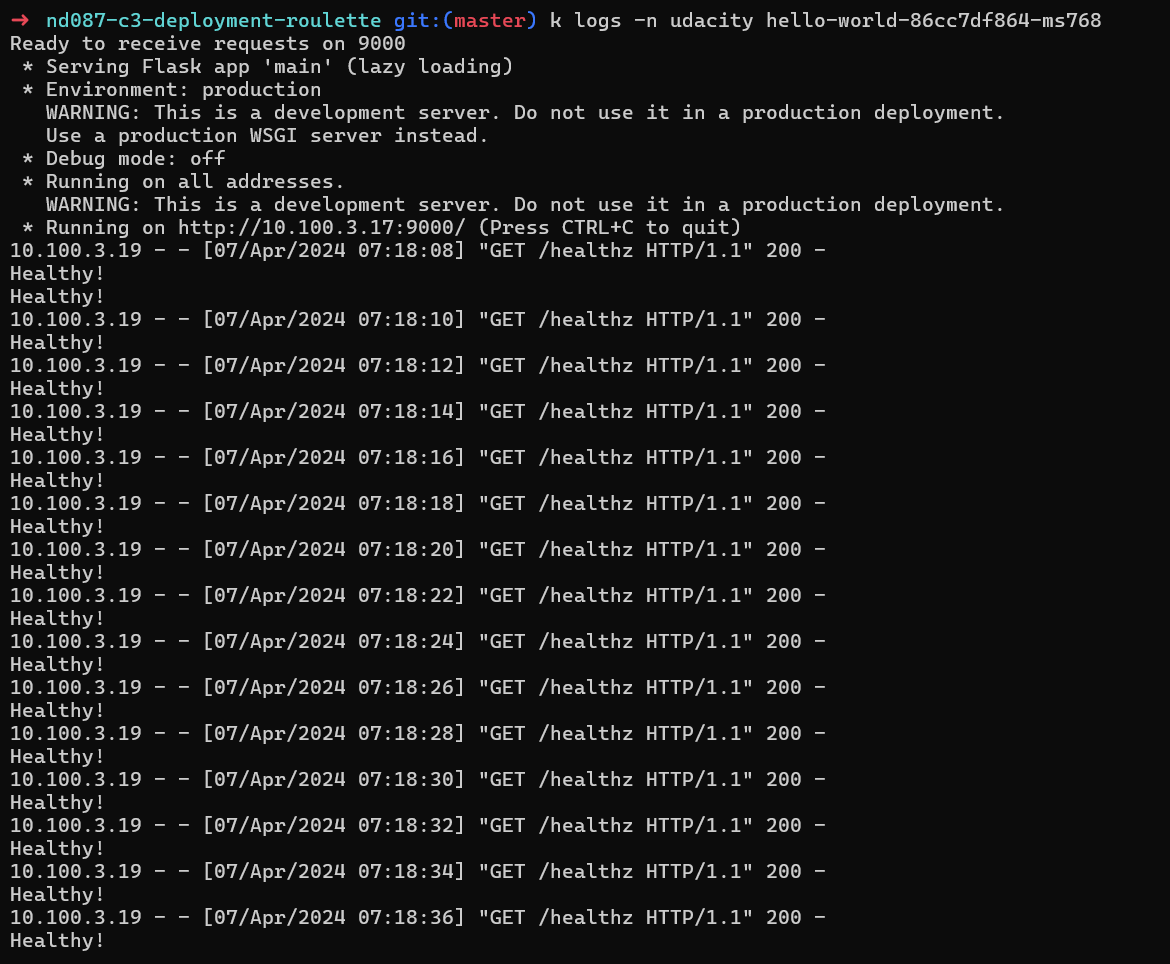 ➜  nd087-c3-deployment-roulette git:(master) k logs -n udacity hello-world-86cc7df864-ms768
Ready to receive requests on 9000
 * Serving Flask app 'main' (lazy loading)
 * Environment: production
   WARNING: This is a development server. Do not use it in a production deployment.
   Use a production WSGI server instead.
 * Debug mode: off
 * Running on all addresses.
   WARNING: This is a development server. Do not use it in a production deployment.
 * Running on http://10.100.3.17:9000/ (Press CTRL+C to quit)
10.100.3.19 - - [07/Apr/2024 07:18:08] "GET /healthz HTTP/1.1" 200 -
Healthy!
Healthy!
10.100.3.19 - - [07/Apr/2024 07:18:10] "GET /healthz HTTP/1.1" 200 -
Healthy!
10.100.3.19 - - [07/Apr/2024 07:18:12] "GET /healthz HTTP/1.1" 200 -
Healthy!
10.100.3.19 - - [07/Apr/2024 07:18:14] "GET /healthz HTTP/1.1" 200 -
Healthy!
10.100.3.19 - - [07/Apr/2024 07:18:16] "GET /healthz HTTP/1.1" 200 -
Healthy!
10.100.3.19 - - [07/Apr/2024 07:18:18] "GET /healthz HTTP/1.1" 200 -
Healthy!
10.100.3.19 - - [07/Apr/2024 07:18:20] "GET /healthz HTTP/1.1" 200 -
Healthy!
10.100.3.19 - - [07/Apr/2024 07:18:22] "GET /healthz HTTP/1.1" 200 -
Healthy!
10.100.3.19 - - [07/Apr/2024 07:18:24] "GET /healthz HTTP/1.1" 200 -
Healthy!
10.100.3.19 - - [07/Apr/2024 07:18:26] "GET /healthz HTTP/1.1" 200 -
Healthy!
10.100.3.19 - - [07/Apr/2024 07:18:28] "GET /healthz HTTP/1.1" 200 -
Healthy!
10.100.3.19 - - [07/Apr/2024 07:18:30] "GET /healthz HTTP/1.1" 200 -
Healthy!
10.100.3.19 - - [07/Apr/2024 07:18:32] "GET /healthz HTTP/1.1" 200 -
Healthy!
10.100.3.19 - - [07/Apr/2024 07:18:34] "GET /healthz HTTP/1.1" 200 -
Healthy!
10.100.3.19 - - [07/Apr/2024 07:18:36] "GET /healthz HTTP/1.1" 200 -
Healthy!